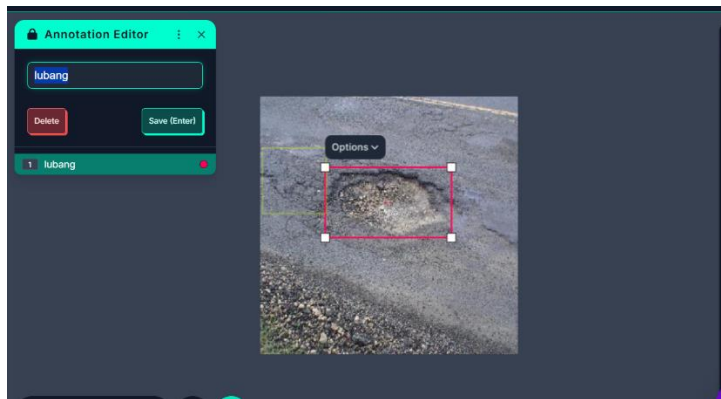 Annotation Editor
lubang
Delete
Save (Enter)
1 lubang
Options